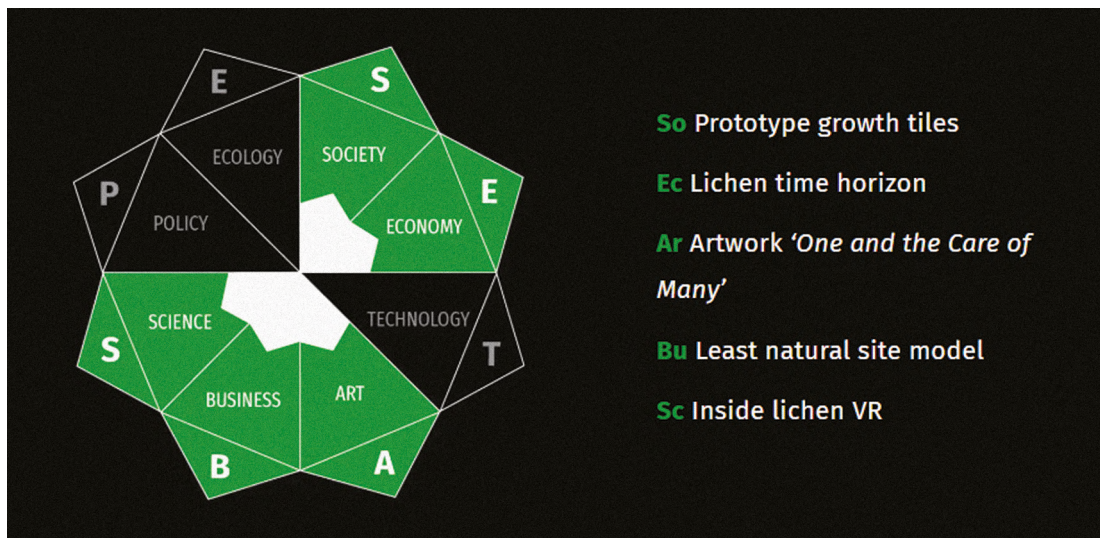 E
S
ECOLOGY
SOCIETY
P
E
POLICY
ECONOMY
SCIENCE
TECHNOLOGY
S
T
BUSINESS
ART
B
A
So Prototype growth tiles
Ec Lichen time horizon
Ar Artwork ‘One and the Care of
Many’
Bu Least natural site model
Sc Inside lichen VR